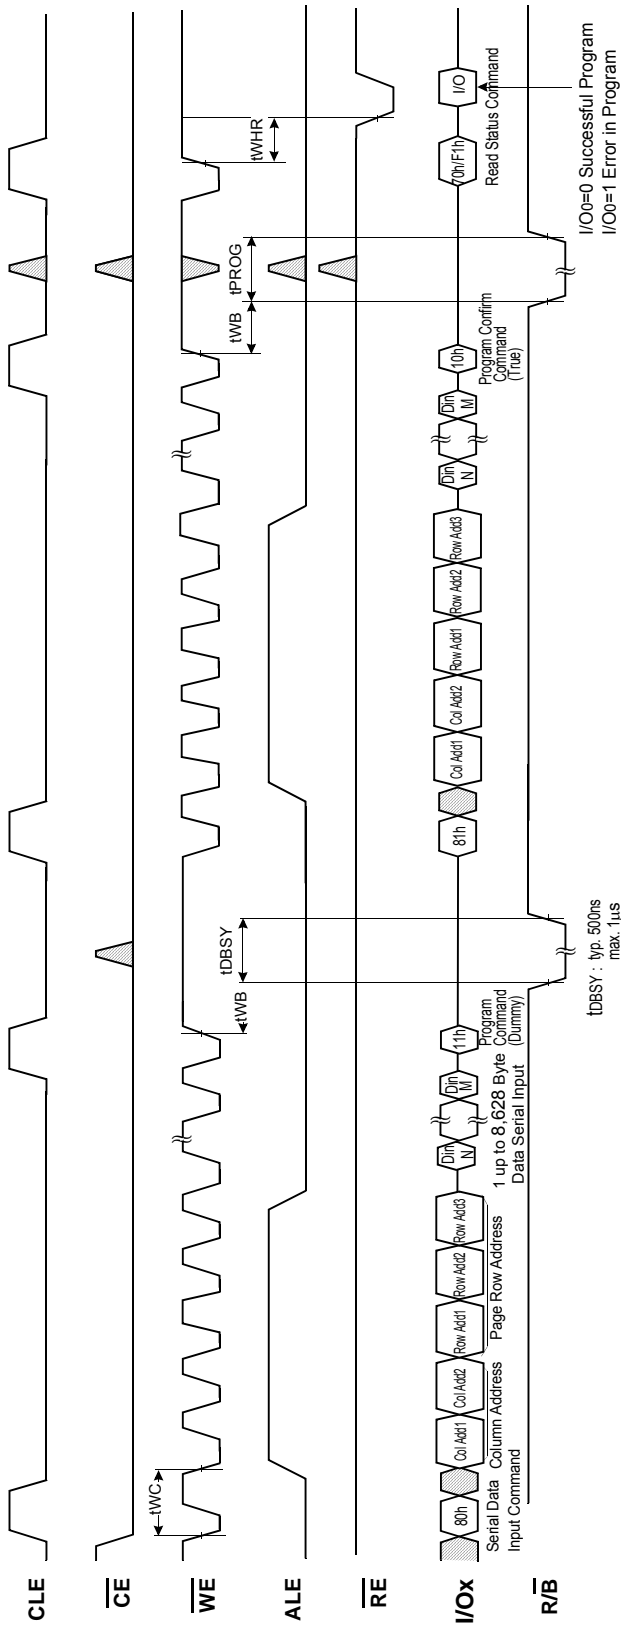 CLE
CE
WE
tWC
tWB
tDBSY
tWB
tPROG
tWHR
ALE
RE
I/Ox
80h
Col Add1
Col Add2
Row Add1
Row Add2
Row Add3
Din
N
Din
M
11h
81h
Col Add1
Col Add2
Row Add1
Row Add2
Row Add3
Din
N
Din
M
10h
70h/F1h
I/O
Serial Data
Input Command
Column Address
Page Row Address
1 up to 8,628 Byte
Data Serial Input
Program
Command
(Dummy)
Program Confirm
Command
(True)
Read Status Command
R/B
tDBSY : typ. 500ns
max. 1μs
I/O0=0 Successful Program
I/O0=1 Error in Program